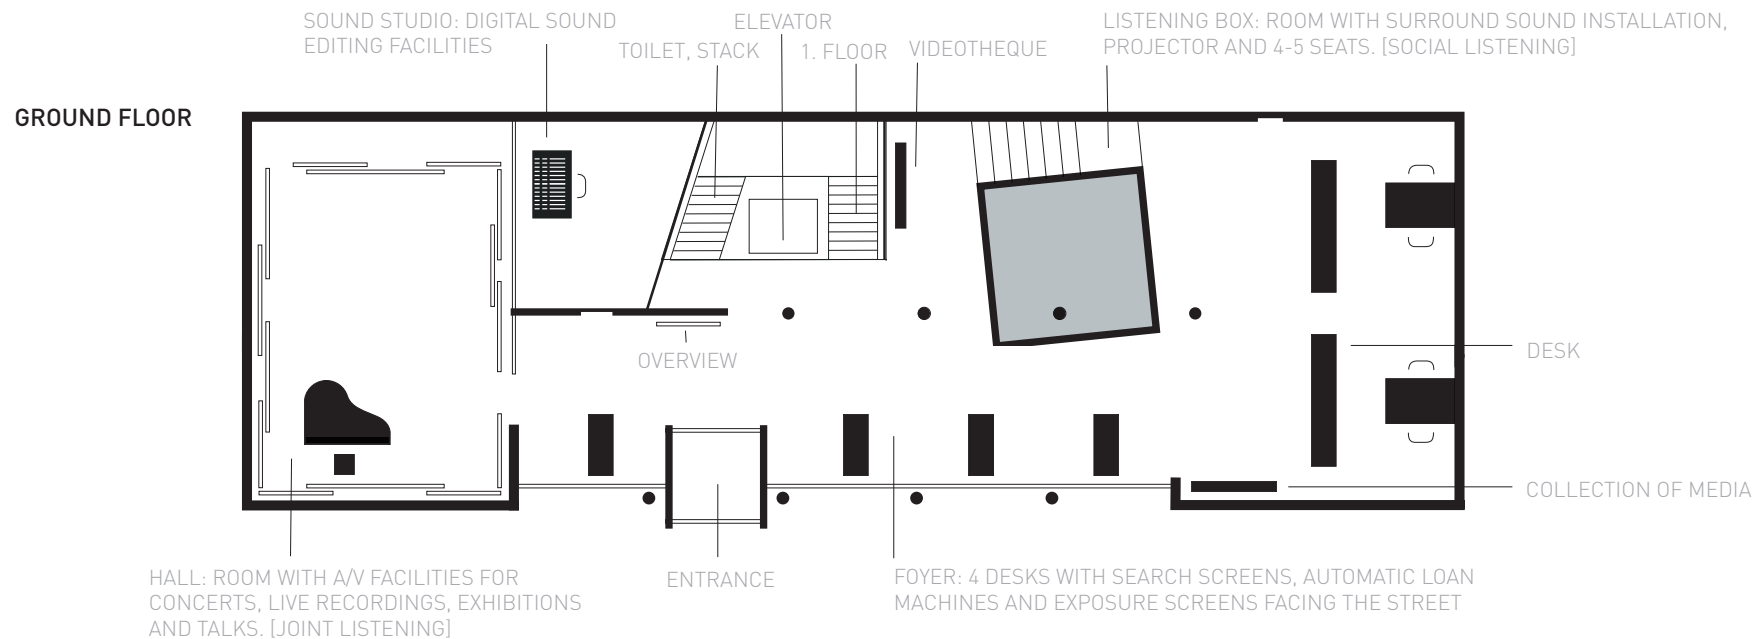 SOUND STUDIO: DIGITAL SOUND
EDITING FACILITIES
ELEVATOR
TOILET, STACK
1. FLOOR
VIDEOTHEQUE
LISTENING BOX: ROOM WITH SURROUND SOUND INSTALLATION,
PROJECTOR AND 4-5 SEATS. [SOCIAL LISTENING]
GROUND FLOOR
OVERVIEW
DESK
COLLECTION OF MEDIA
HALL: ROOM WITH A/V FACILITIES FOR
CONCERTS, LIVE RECORDINGS, EXHIBITIONS
AND TALKS. [JOINT LISTENING]
ENTRANCE
FOYER: 4 DESKS WITH SEARCH SCREENS, AUTOMATIC LOAN
MACHINES AND EXPOSURE SCREENS FACING THE STREET